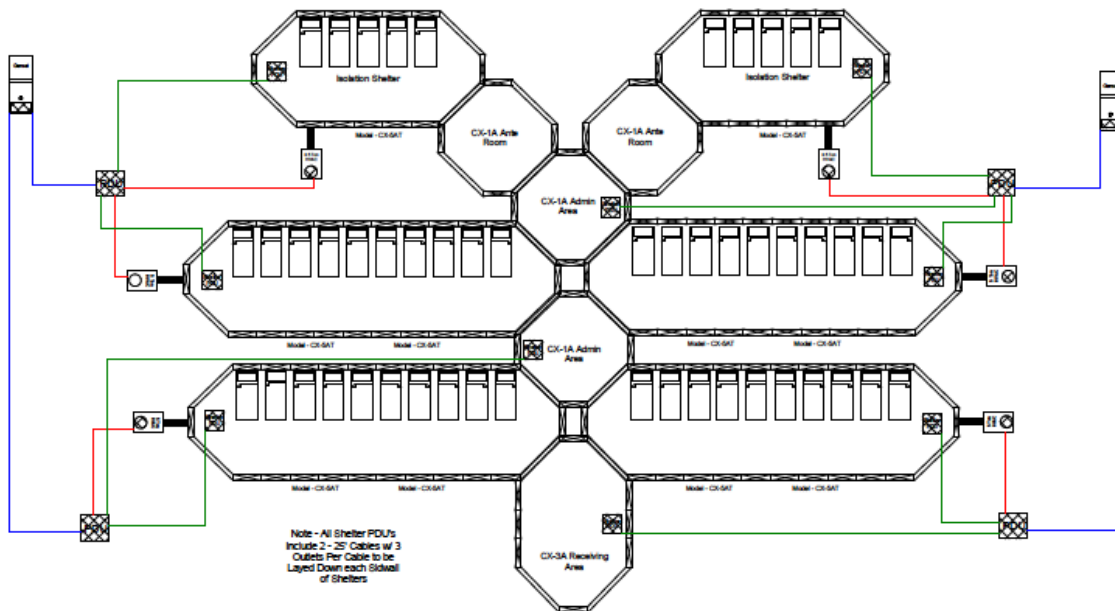 Isolation Shelter
Isolation Shelter
Model - CX-5AT
Model - CX-5AT
CX-1A Ante
Room
CX-1A Ante
Room
PDU
CX-1A Admin
Area
Model - CX-5AT
Model - CX-5AT
Model - CX-5AT
Model - CX-5AT
CX-1A Admin
Area
Model - CX-5AT
Model - CX-5AT
Model - CX-5AT
Model - CX-5AT
PDU
PDU
Note - All Shelter PDU's
Include 2 - 25' Cables w/ 3
Outlets Per Cable to be
Layed Down each Sidwall
of Shelters
CX-3A Receiving
Area